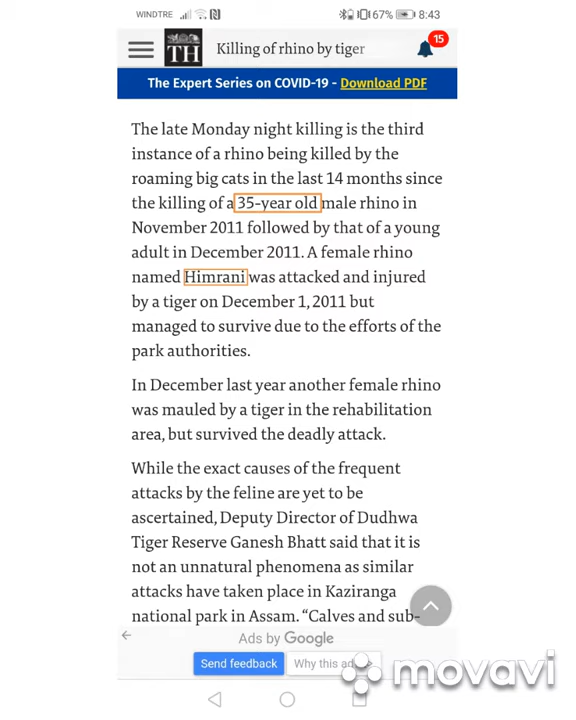 WINDTRE 67% 8:43
TH Killing of rhino by tiger 15
The Expert Series on COVID-19 - Download PDF
The late Monday night killing is the third
instance of a rhino being killed by the
roaming big cats in the last 14 months since
the killing of a 35-year old male rhino in
November 2011 followed by that of a young
adult in December 2011. A female rhino
named Himrani was attacked and injured
by a tiger on December 1, 2011 but
managed to survive due to the efforts of the
park authorities.
In December last year another female rhino
was mauled by a tiger in the rehabilitation
area, but survived the deadly attack.
While the exact causes of the frequent
attacks by the feline are yet to be
ascertained, Deputy Director of Dudhwa
Tiger Reserve Ganesh Bhatt said that it is
not an unnatural phenomena as similar
attacks have taken place in Kaziranga
national park in Assam. “Calves and sub-
Ads by Google
Send feedback Why this ad
movavi